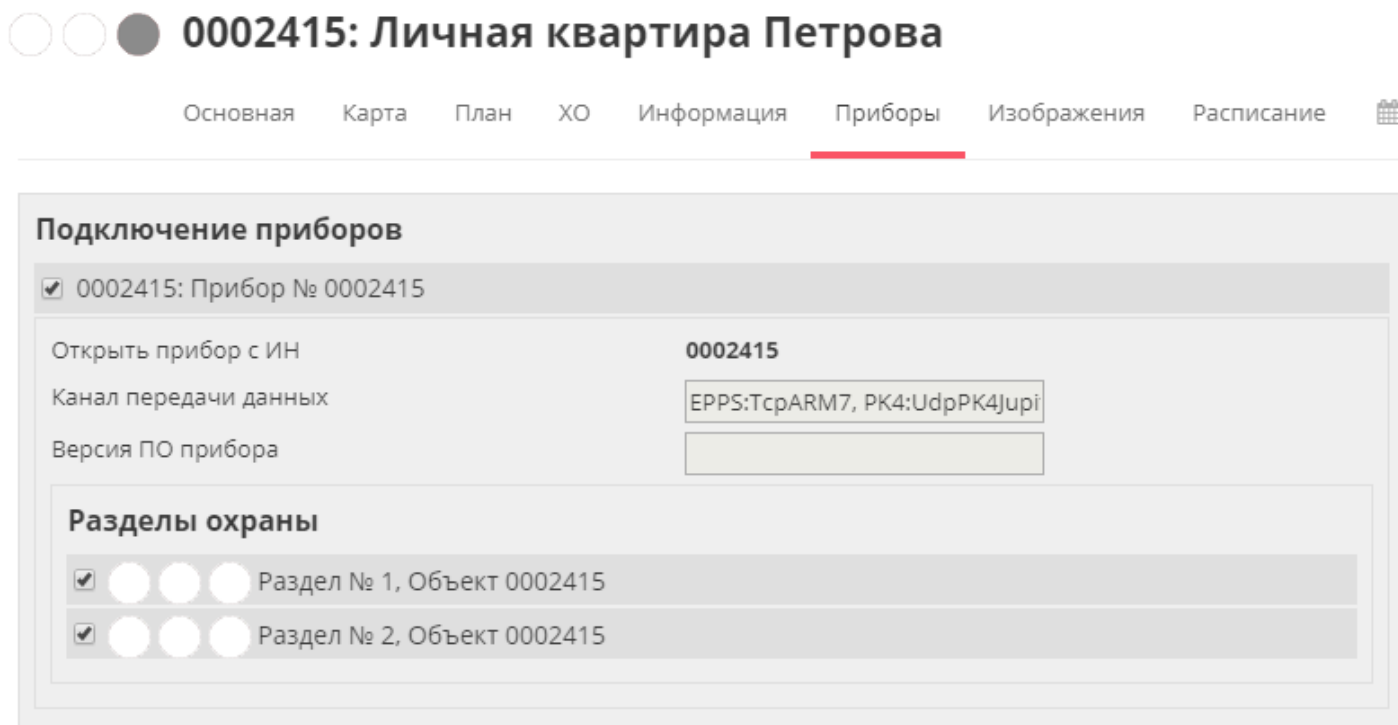 0002415: Личная квартира Петрова
Основная Карта План ХО Информация Приборы Изображения Расписание
Подключение приборов
0002415: Прибор № 0002415
Открыть прибор с ИН 0002415
Канал передачи данных EPPS:TcpARM7, PK4:UdpPK4Jupi
Версия ПО прибора
Разделы охраны
Раздел № 1, Объект 0002415
Раздел № 2, Объект 0002415